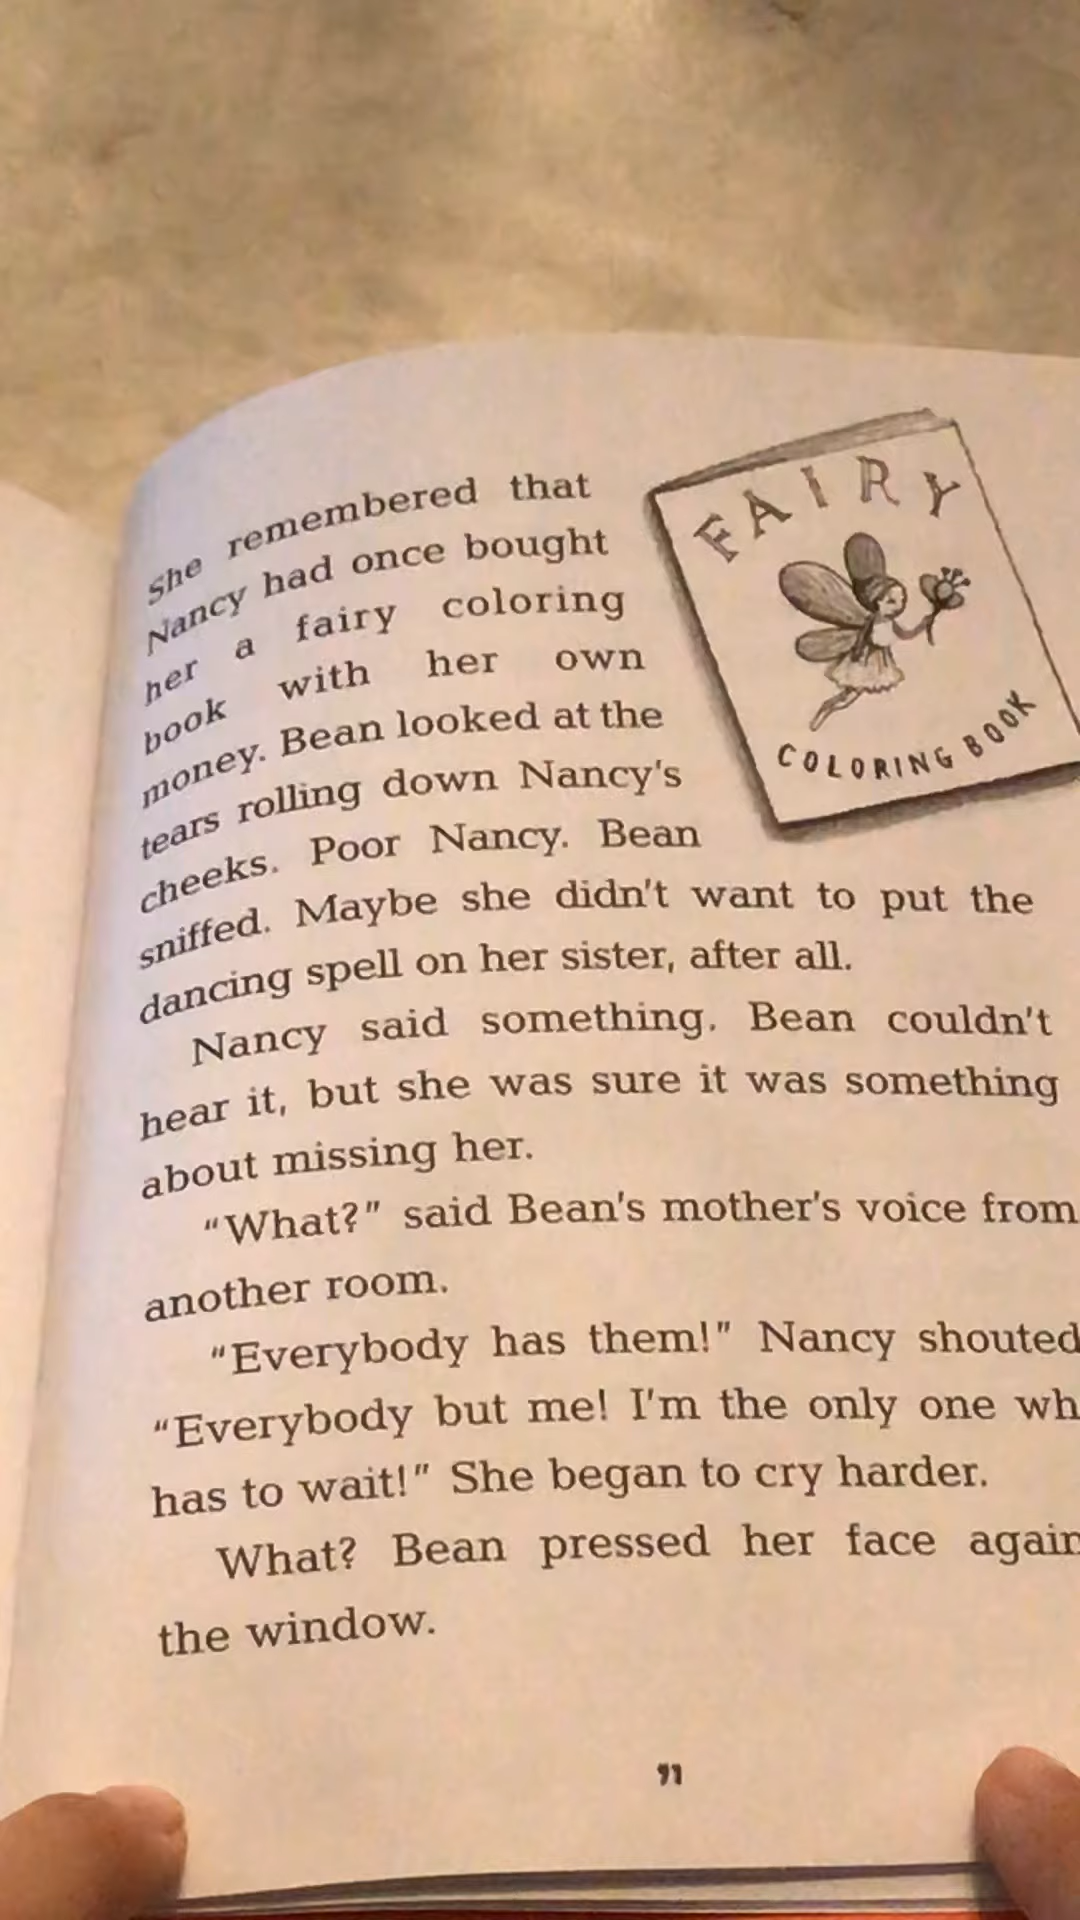 She remembered that
Nancy had once bought
her a fairy coloring
book with her own
money. Bean looked at the
tears rolling down Nancy's
cheeks. Poor Nancy. Bean
sniffed. Maybe she didn't want to put the
dancing spell on her sister, after all.
Nancy said something. Bean couldn't
hear it, but she was sure it was something
about missing her.
"What?" said Bean's mother's voice from
another room.
"Everybody has them!" Nancy shouted
"Everybody but me! I'm the only one wh
has to wait!" She began to cry harder.
What? Bean pressed her face again
the window.
FAIRY
COLORING BOOK
91